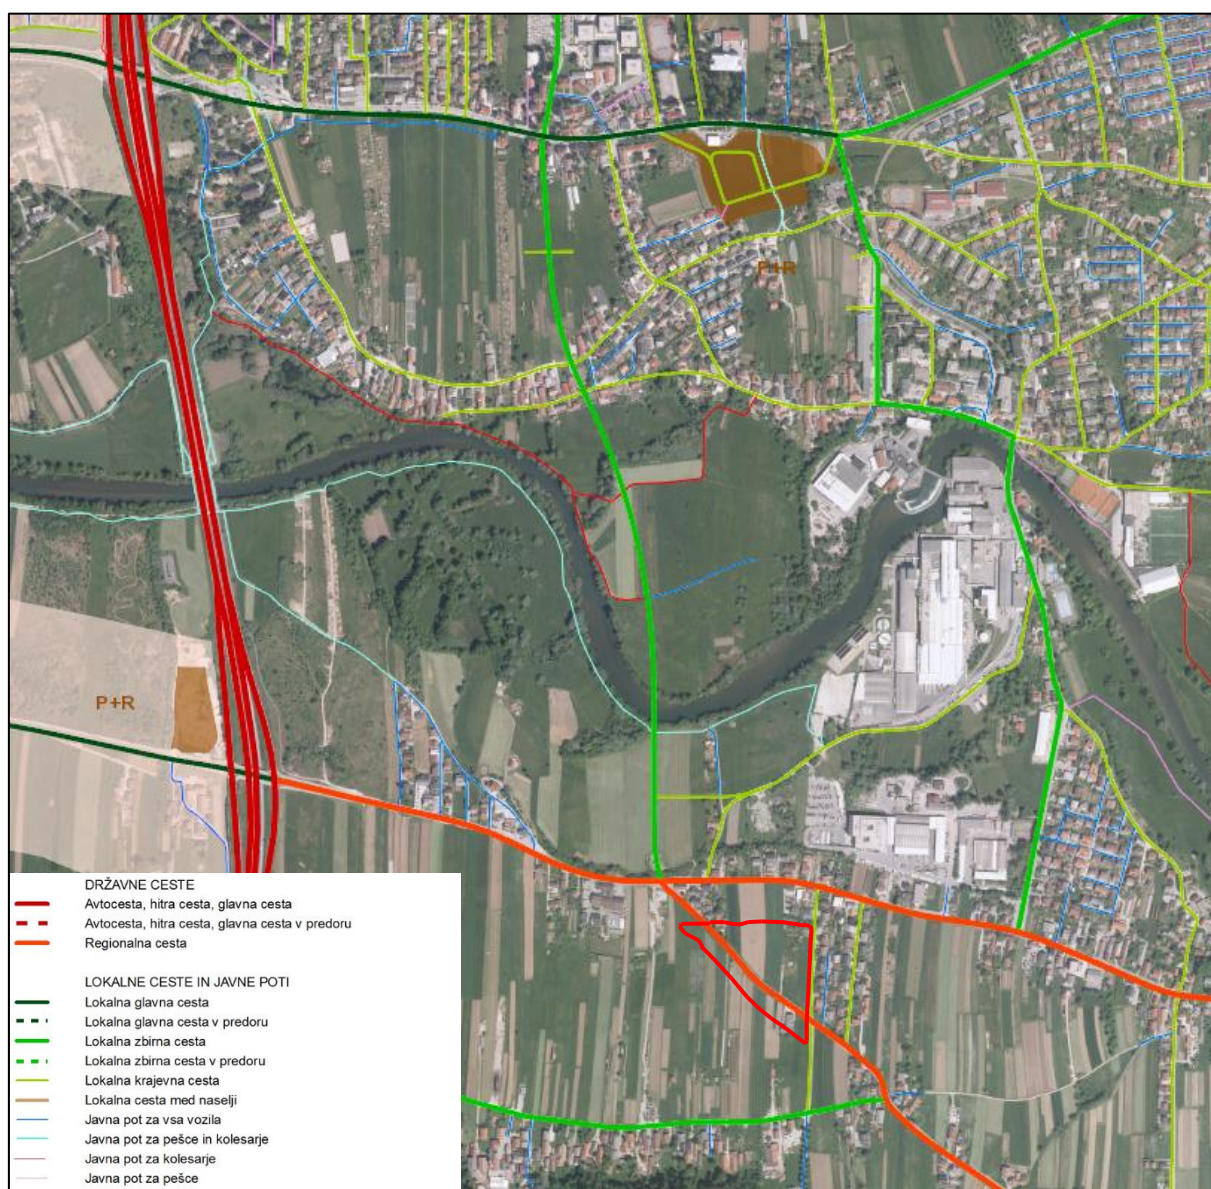 P+R
P+R
DRŽAVNE CESTE
Avtocesta, hitra cesta, glavna cesta
Avtocesta, hitra cesta, glavna cesta v predoru
Regionalna cesta
LOKALNE CESTE IN JAVNE POTI
Lokalna glavna cesta
Lokalna glavna cesta v predoru
Lokalna zbirna cesta
Lokalna zbirna cesta v predoru
Lokalna krajevna cesta
Lokalna cesta med naselji
Javna pot za vsa vozila
Javna pot za pešce in kolesarje
Javna pot za kolesarje
Javna pot za pešce